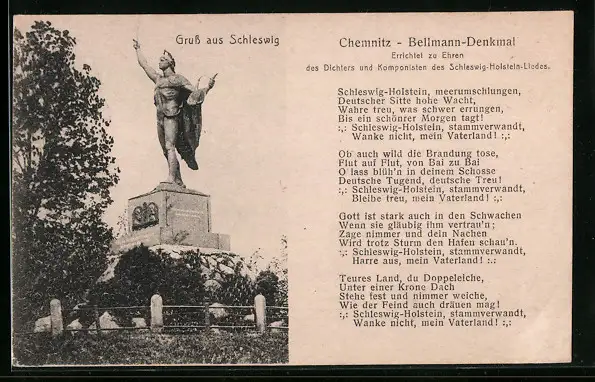 Gruß aus Schleswig
Chemnitz - Bellmann-Denkmal
Errichtet zu Ehren
des Dichters und Komponisten des Schleswig-Holstein-Liedes.
Schleswig-Holstein, meerumschlungen,
Deutscher Sitte hohe Wacht,
Wahre treu, was schwer errungen,
Bis ein schönrer Morgen tagt!
:,: Schleswig-Holstein, stammverwandt,
Wanke nicht, mein Vaterland! :,:
Ob auch wild die Brandung tose,
Flut auf Flut, von Bai zu Bai
O lass blüh'n in deinem Schosse
Deutsche Tugend, deutsche Treu!
:,: Schleswig-Holstein, stammverwandt,
Bleibe treu, mein Vaterland! :,:
Gott ist stark auch in den Schwachen
Wenn sie gläubig ihm vertrau'n;
Zage nimmer und dein Nachen
Wird trotz Sturm den Hafen schau'n.
:,: Schleswig-Holstein, stammverwandt,
Harre aus, mein Vaterland! :,:
Teures Land, du Doppeleiche,
Unter einer Krone Dach
Stehe fest und nimmer weiche,
Wie der Feind auch dräuen mag!
:,: Schleswig-Holstein, stammverwandt,
Wanke nicht, mein Vaterland! :,: